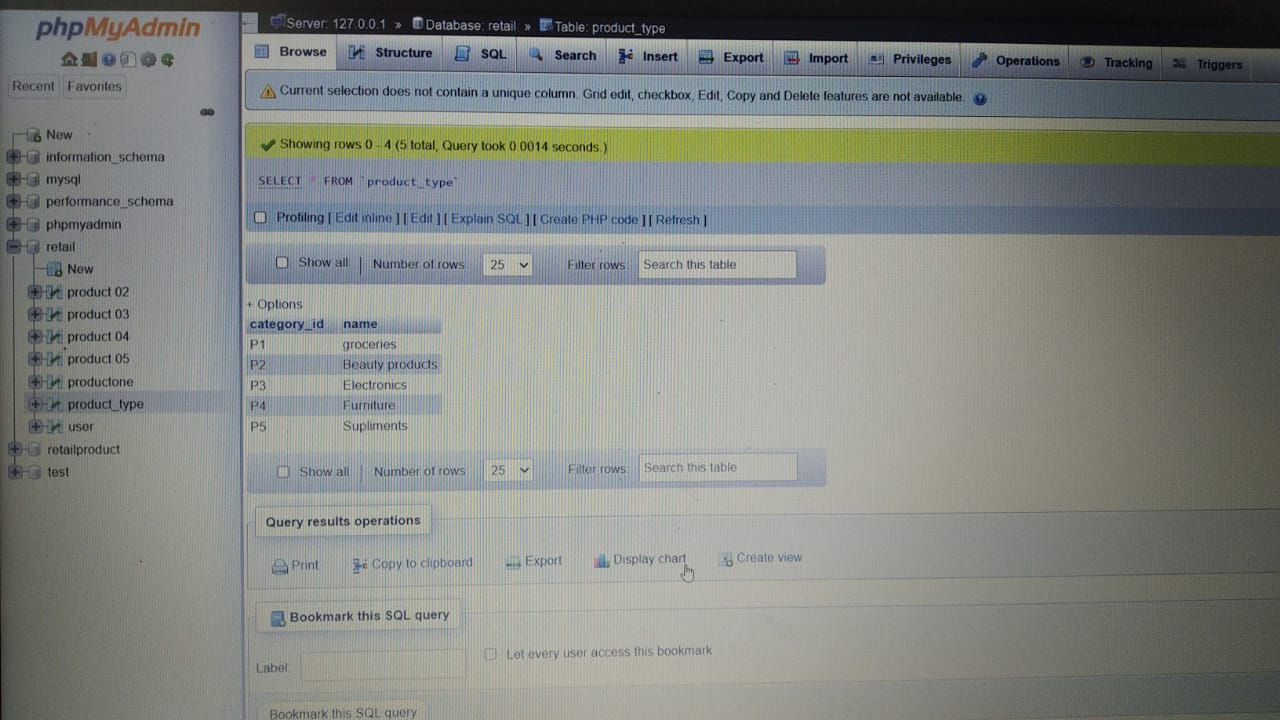 phpMyAdmin
Recent Favorites
New
information_schema
mysql
performance_schema
phpmyadmin
retail
New
product 02
product 03
product 04
product 05
productone
product_type
user
retailproduct
test
Server: 127.0.0.1 » Database: retail » Table: product_type
Browse Structure SQL Search Insert Export Import Privileges Operations Tracking Triggers
Current selection does not contain a unique column. Grid edit, checkbox, Edit, Copy and Delete features are not available.
Showing rows 0 - 4 (5 total, Query took 0.0014 seconds.)
SELECT * FROM `product_type`
Profiling [ Edit inline ] [ Edit ] [ Explain SQL ] [ Create PHP code ] [ Refresh ]
Show all | Number of rows: 25 Filter rows: Search this table
+ Options
category_id name
P1 groceries
P2 Beauty products
P3 Electronics
P4 Furniture
P5 Supliments
Show all | Number of rows: 25 Filter rows: Search this table
Query results operations
Print Copy to clipboard Export Display chart Create view
Bookmark this SQL query
Label: Let every user access this bookmark
Bookmark this SQL query